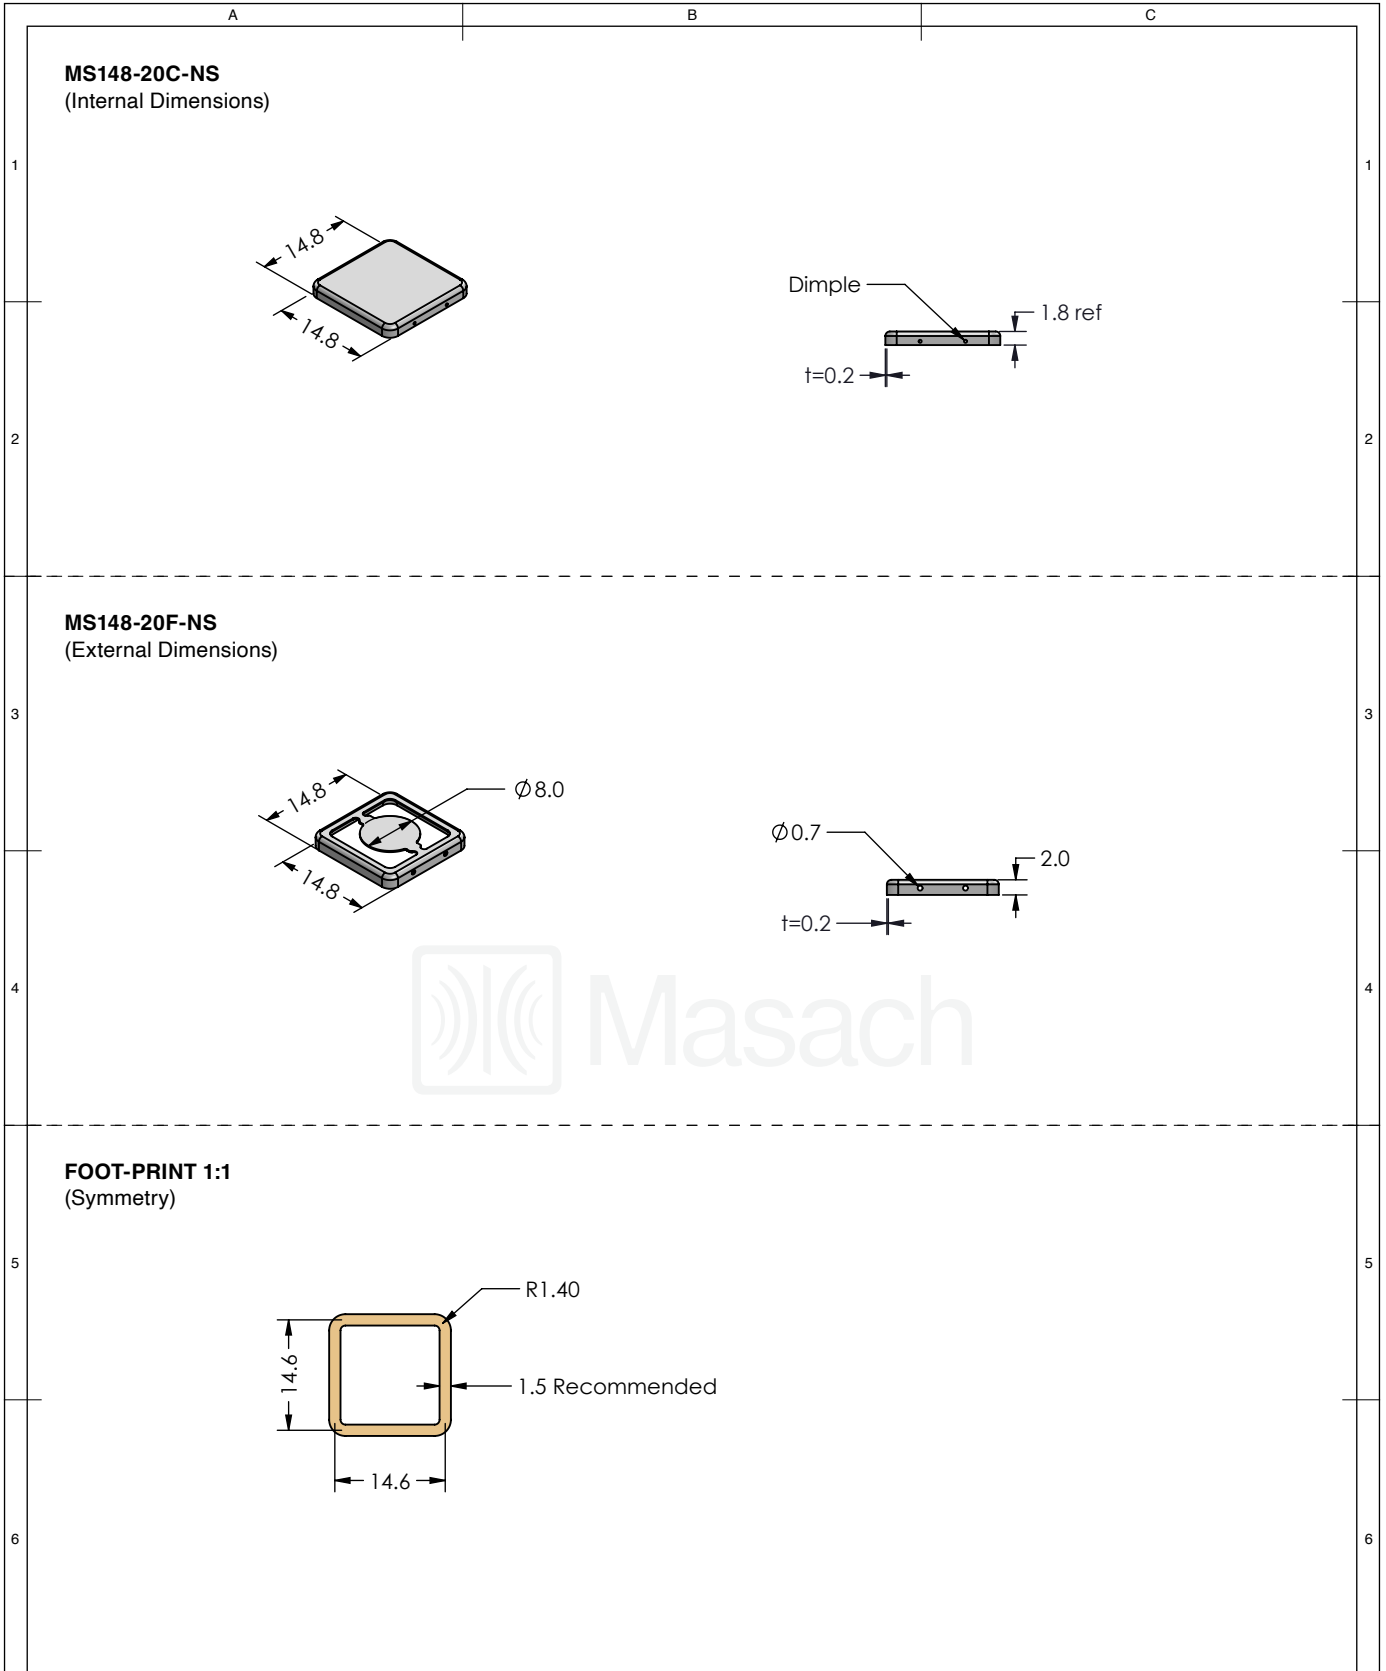 A B C
MS148-20C-NS
(Internal Dimensions)
1 1
14.8
14.8
Dimple
1.8 ref
t=0.2
2 2
MS148-20F-NS
(External Dimensions)
3 3
14.8
14.8
Ø8.0
Ø0.7
2.0
t=0.2
4 4
Masach
FOOT-PRINT 1:1
(Symmetry)
5 5
R1.40
14.6
1.5 Recommended
14.6
6 6